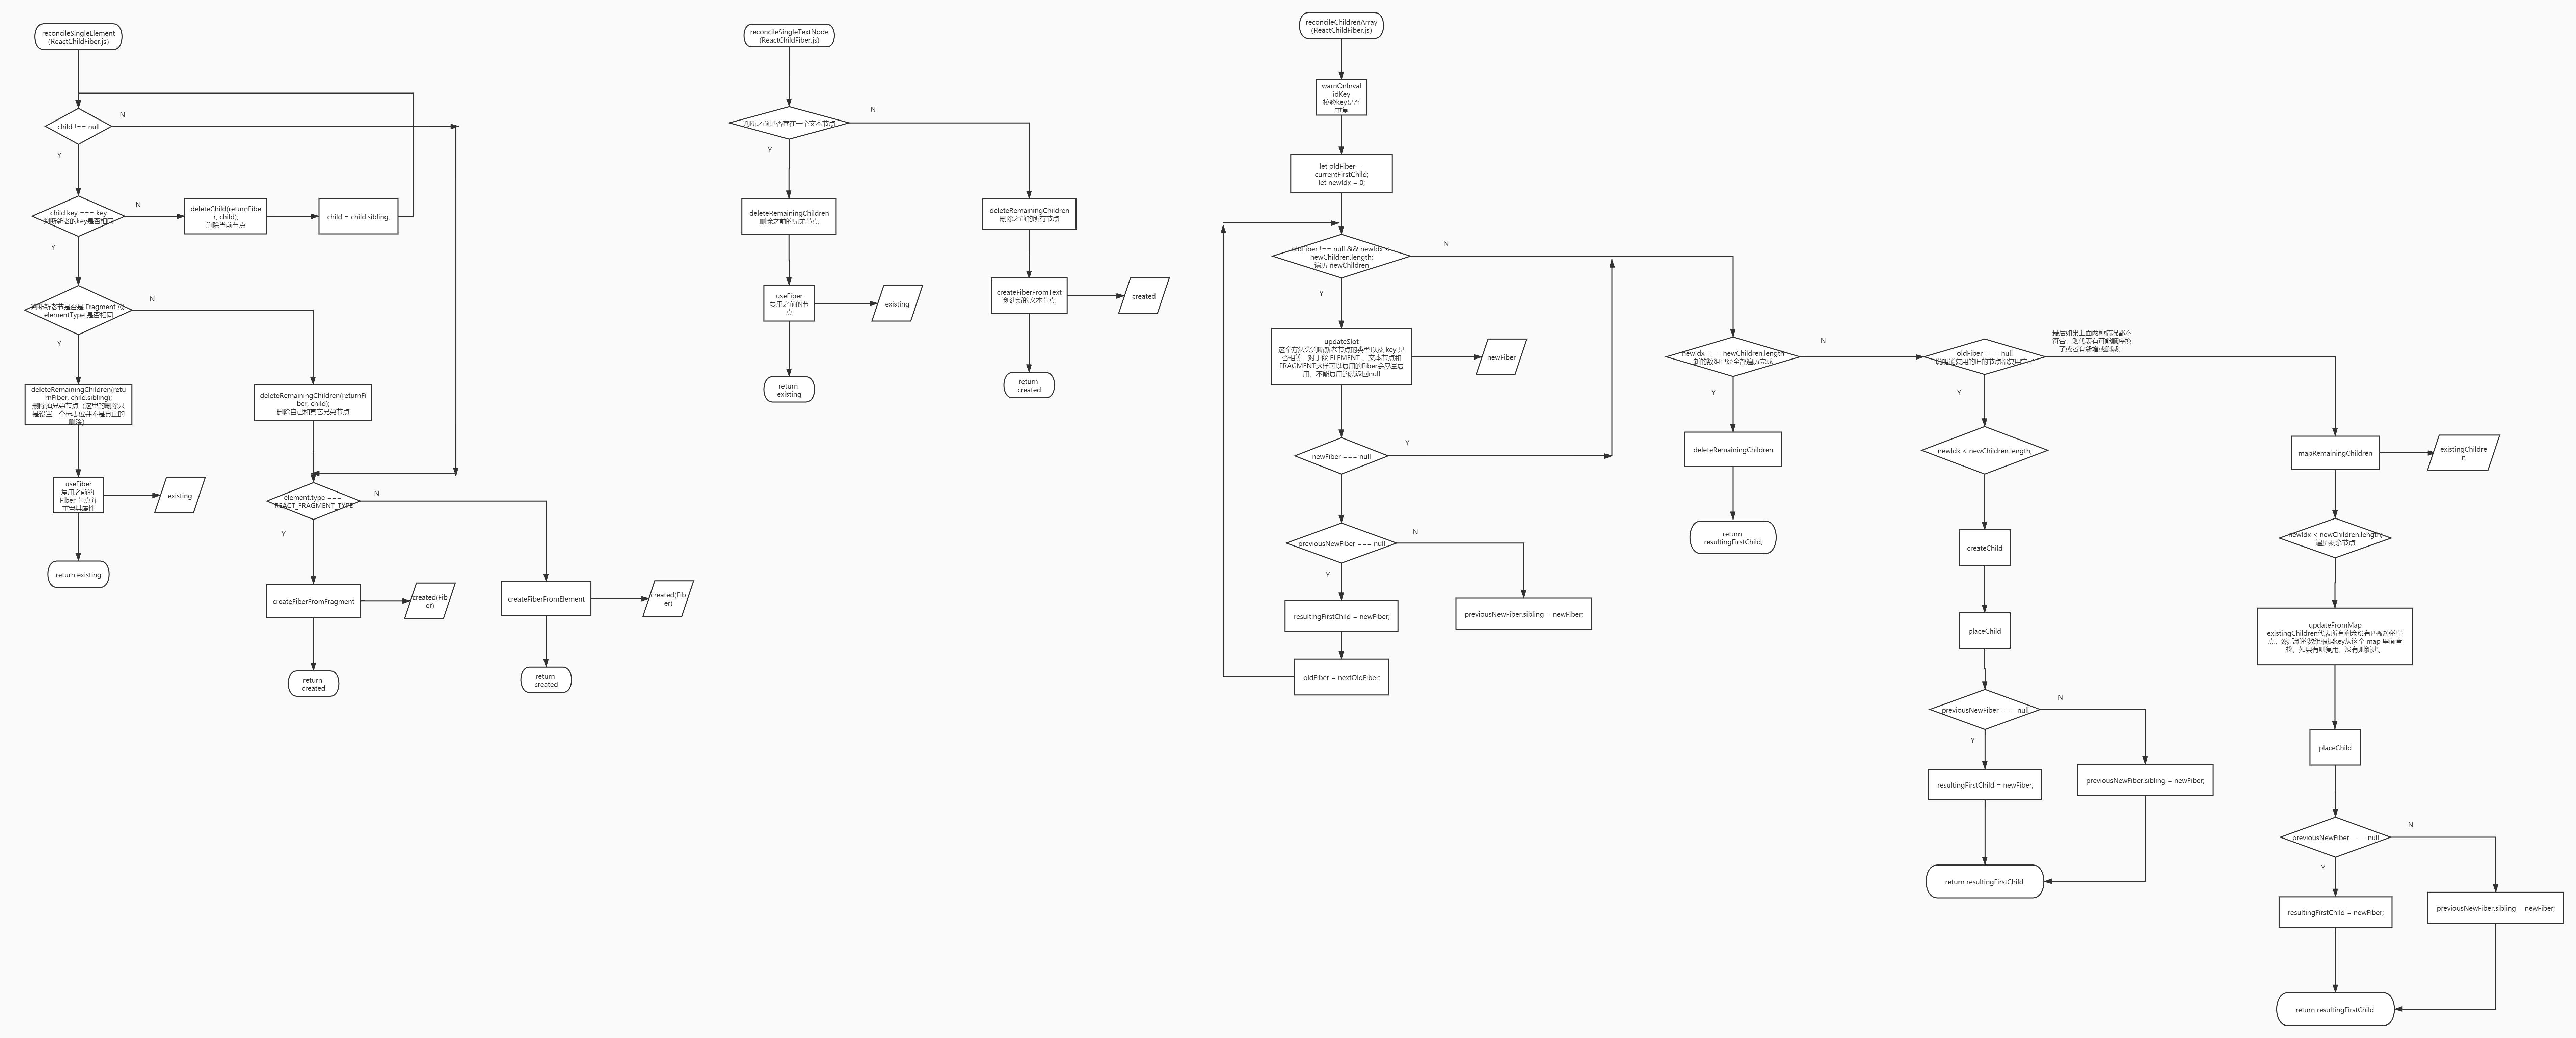 reconcileSingleElement
(ReactChildFiber.js)
child !== null
N
Y
child.key === key
判断新老的key是否相同
N
deleteChild(returnFibe
r, child);
删除当前节点
child = child.sibling;
Y
判断新老节是否是 Fragment 或
elementType 是否相同
N
Y
deleteRemainingChildren(retu
rnFiber, child.sibling);
删除掉兄弟节点（这里的删除只
是设置一个标志位并不是真正的
删除）
deleteRemainingChildren(returnFi
ber, child);
删除自己和其它兄弟节点
useFiber
复用之前的
Fiber 节点并
重置其属性
existing
return existing
element.type ===
REACT_FRAGMENT_TYPE
N
Y
createFiberFromFragment
created(Fib
er)
return
created
createFiberFromElement
created(Fib
er)
return
created
reconcileSingleTextNode
(ReactChildFiber.js)
判断之前是否存在一个文本节点
N
Y
deleteRemainingChildren
删除之前的兄弟节点
useFiber
复用之前的节
点
existing
return
existing
deleteRemainingChildren
删除之前的所有节点
createFiberFromText
创建新的文本节点
created
return
created
reconcileChildrenArray
(ReactChildFiber.js)
warnOnInval
idKey
校验key是否
重复
let oldFiber =
currentFirstChild;
let newIdx = 0;
oldFiber !== null && newIdx <
newChildren.length;
遍历 newChildren
N
Y
updateSlot
这个方法会判断新老节点的类型以及 key 是
否相等，对于像 ELEMENT 、文本节点和
FRAGMENT这样可以复用的Fiber会尽量复
用，不能复用的就返回null
newFiber
newFiber === null
Y
previousNewFiber === null
N
Y
resultingFirstChild = newFiber;
previousNewFiber.sibling = newFiber;
oldFiber = nextOldFiber;
newIdx === newChildren.length
新的数组已经全部遍历完成
N
Y
deleteRemainingChildren
return
resultingFirstChild;
oldFiber === null
说明能复用的旧的节点都复用完了
最后如果上面两种情况都不
符合，则代表有可能顺序换
了或者有新增或删减。
Y
newIdx < newChildren.length;
createChild
placeChild
previousNewFiber === null
N
Y
resultingFirstChild = newFiber;
previousNewFiber.sibling = newFiber;
return resultingFirstChild
mapRemainingChildren
existingChildre
n
newIdx < newChildren.length;
遍历剩余节点
updateFromMap
existingChildren代表所有剩余没有匹配掉的节
点，然后新的数组根据key从这个 map 里面查
找，如果有则复用，没有则新建。
placeChild
previousNewFiber === null
N
Y
resultingFirstChild = newFiber;
previousNewFiber.sibling = newFiber;
return resultingFirstChild